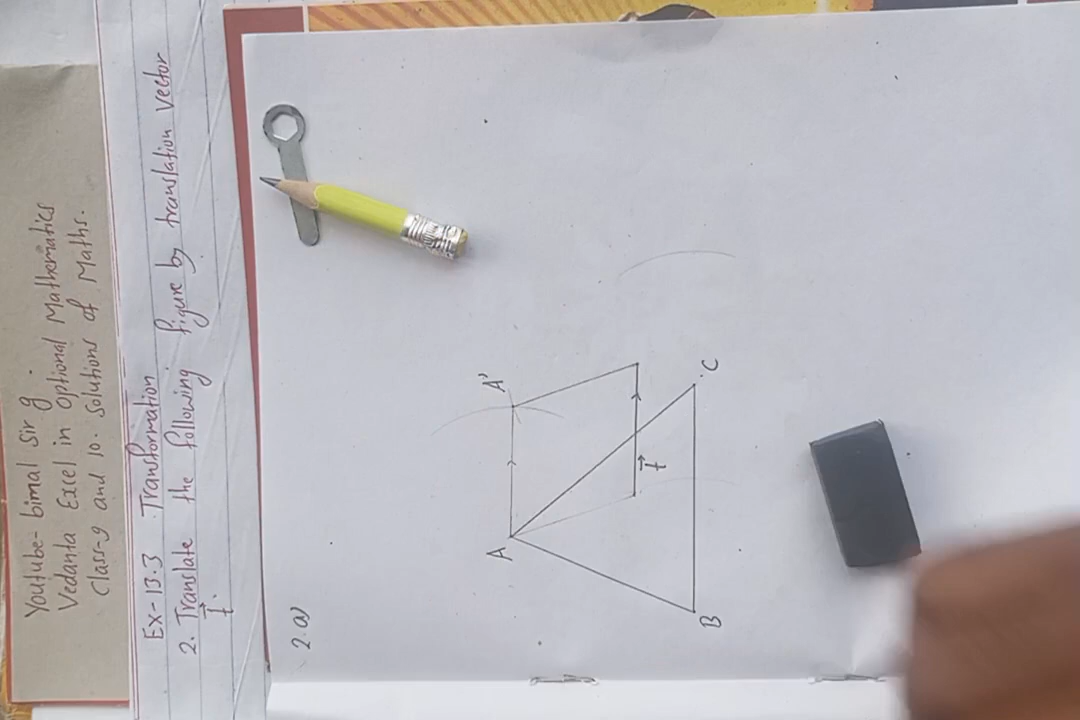 Youtube- bimal Sir g
Vedanta Excel in Optional Mathematics
Class-9 and 10. Solutions of Maths.
Ex-13.3 Transformation
2. Translate the following figure by translation vector
t.
2.a)
A
A'
t
B
C